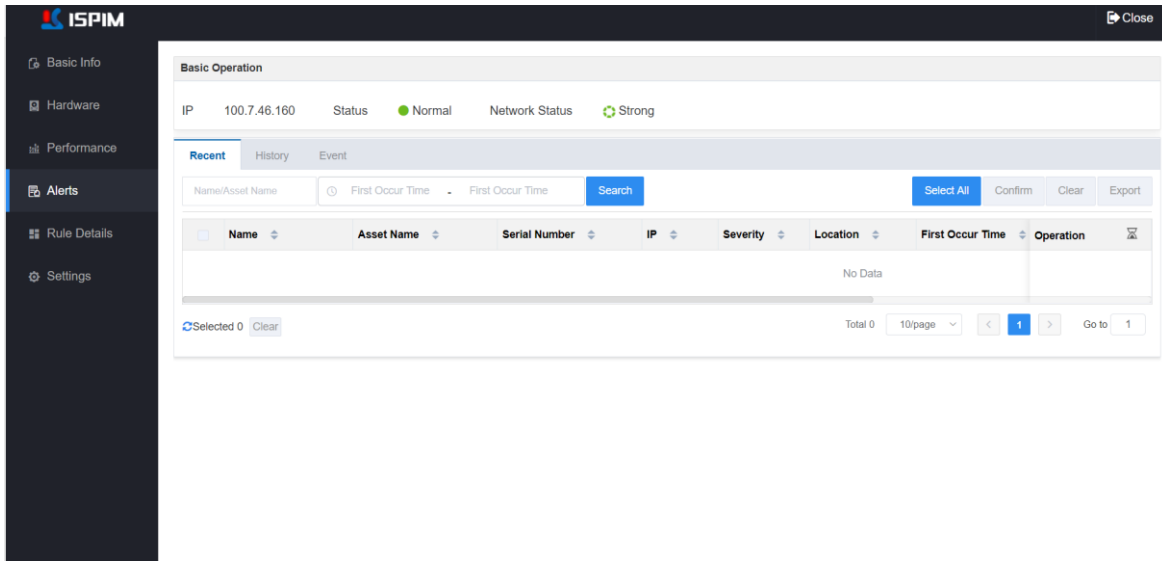 ISPIM
Close
Basic Info
Hardware
Performance
Alerts
Rule Details
Settings
Basic Operation
IP 100.7.46.160 Status Normal Network Status Strong
Recent History Event
Name/Asset Name First Occur Time - First Occur Time Search Select All Confirm Clear Export
Name Asset Name Serial Number IP Severity Location First Occur Time Operation
No Data
Selected 0 Clear Total 0 10/page < 1 > Go to 1